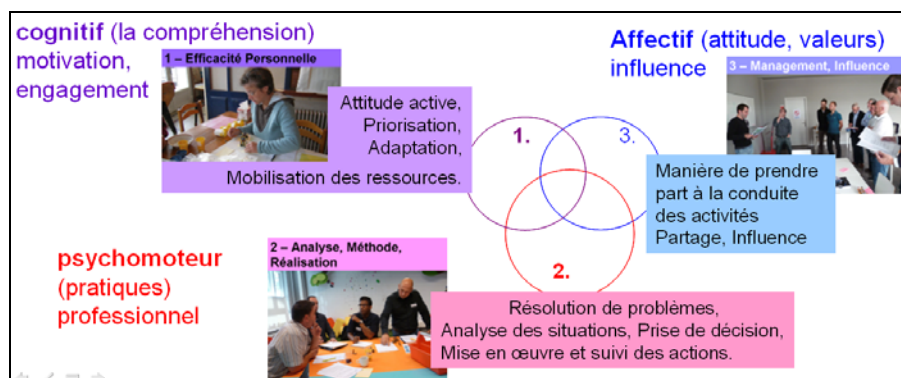 cognitif (la compréhension)
motivation,
engagement
1 – Efficacité Personnelle
Attitude active,
Priorisation,
Adaptation,
Mobilisation des ressources.
1.
3.
Affectif (attitude, valeurs)
influence
3 – Management, Influence
Manière de prendre
part à la conduite
des activités
Partage, Influence
psychomoteur
(pratiques)
professionnel
2 – Analyse, Méthode,
Réalisation
2.
Résolution de problèmes,
Analyse des situations, Prise de décision,
Mise en œuvre et suivi des actions.